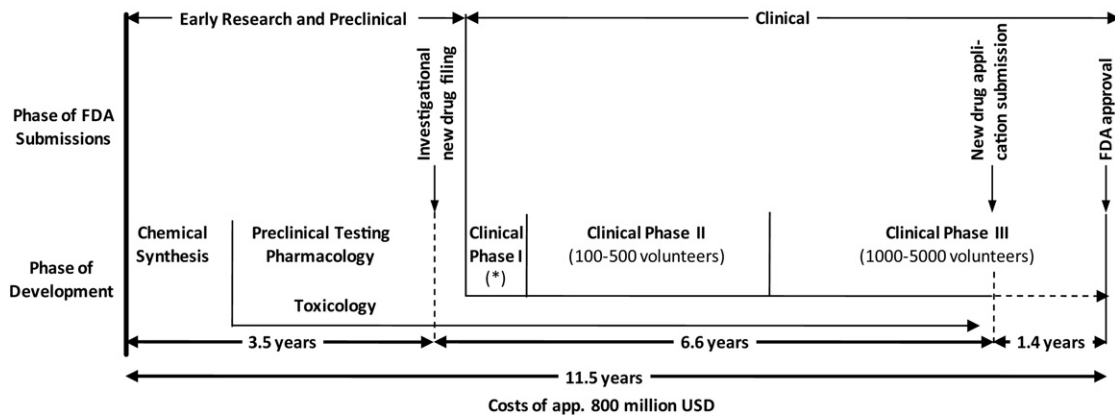 Early Research and Preclinical
Clinical
Phase of FDA
Submissions
Investigational
new drug filing
New drug appli-
cation submission
FDA approval
Phase of
Development
Chemical
Synthesis
Preclinical Testing
Pharmacology
Toxicology
Clinical
Phase I
(*)
Clinical Phase II
(100-500 volunteers)
Clinical Phase III
(1000-5000 volunteers)
3.5 years
6.6 years
1.4 years
11.5 years
Costs of app. 800 million USD